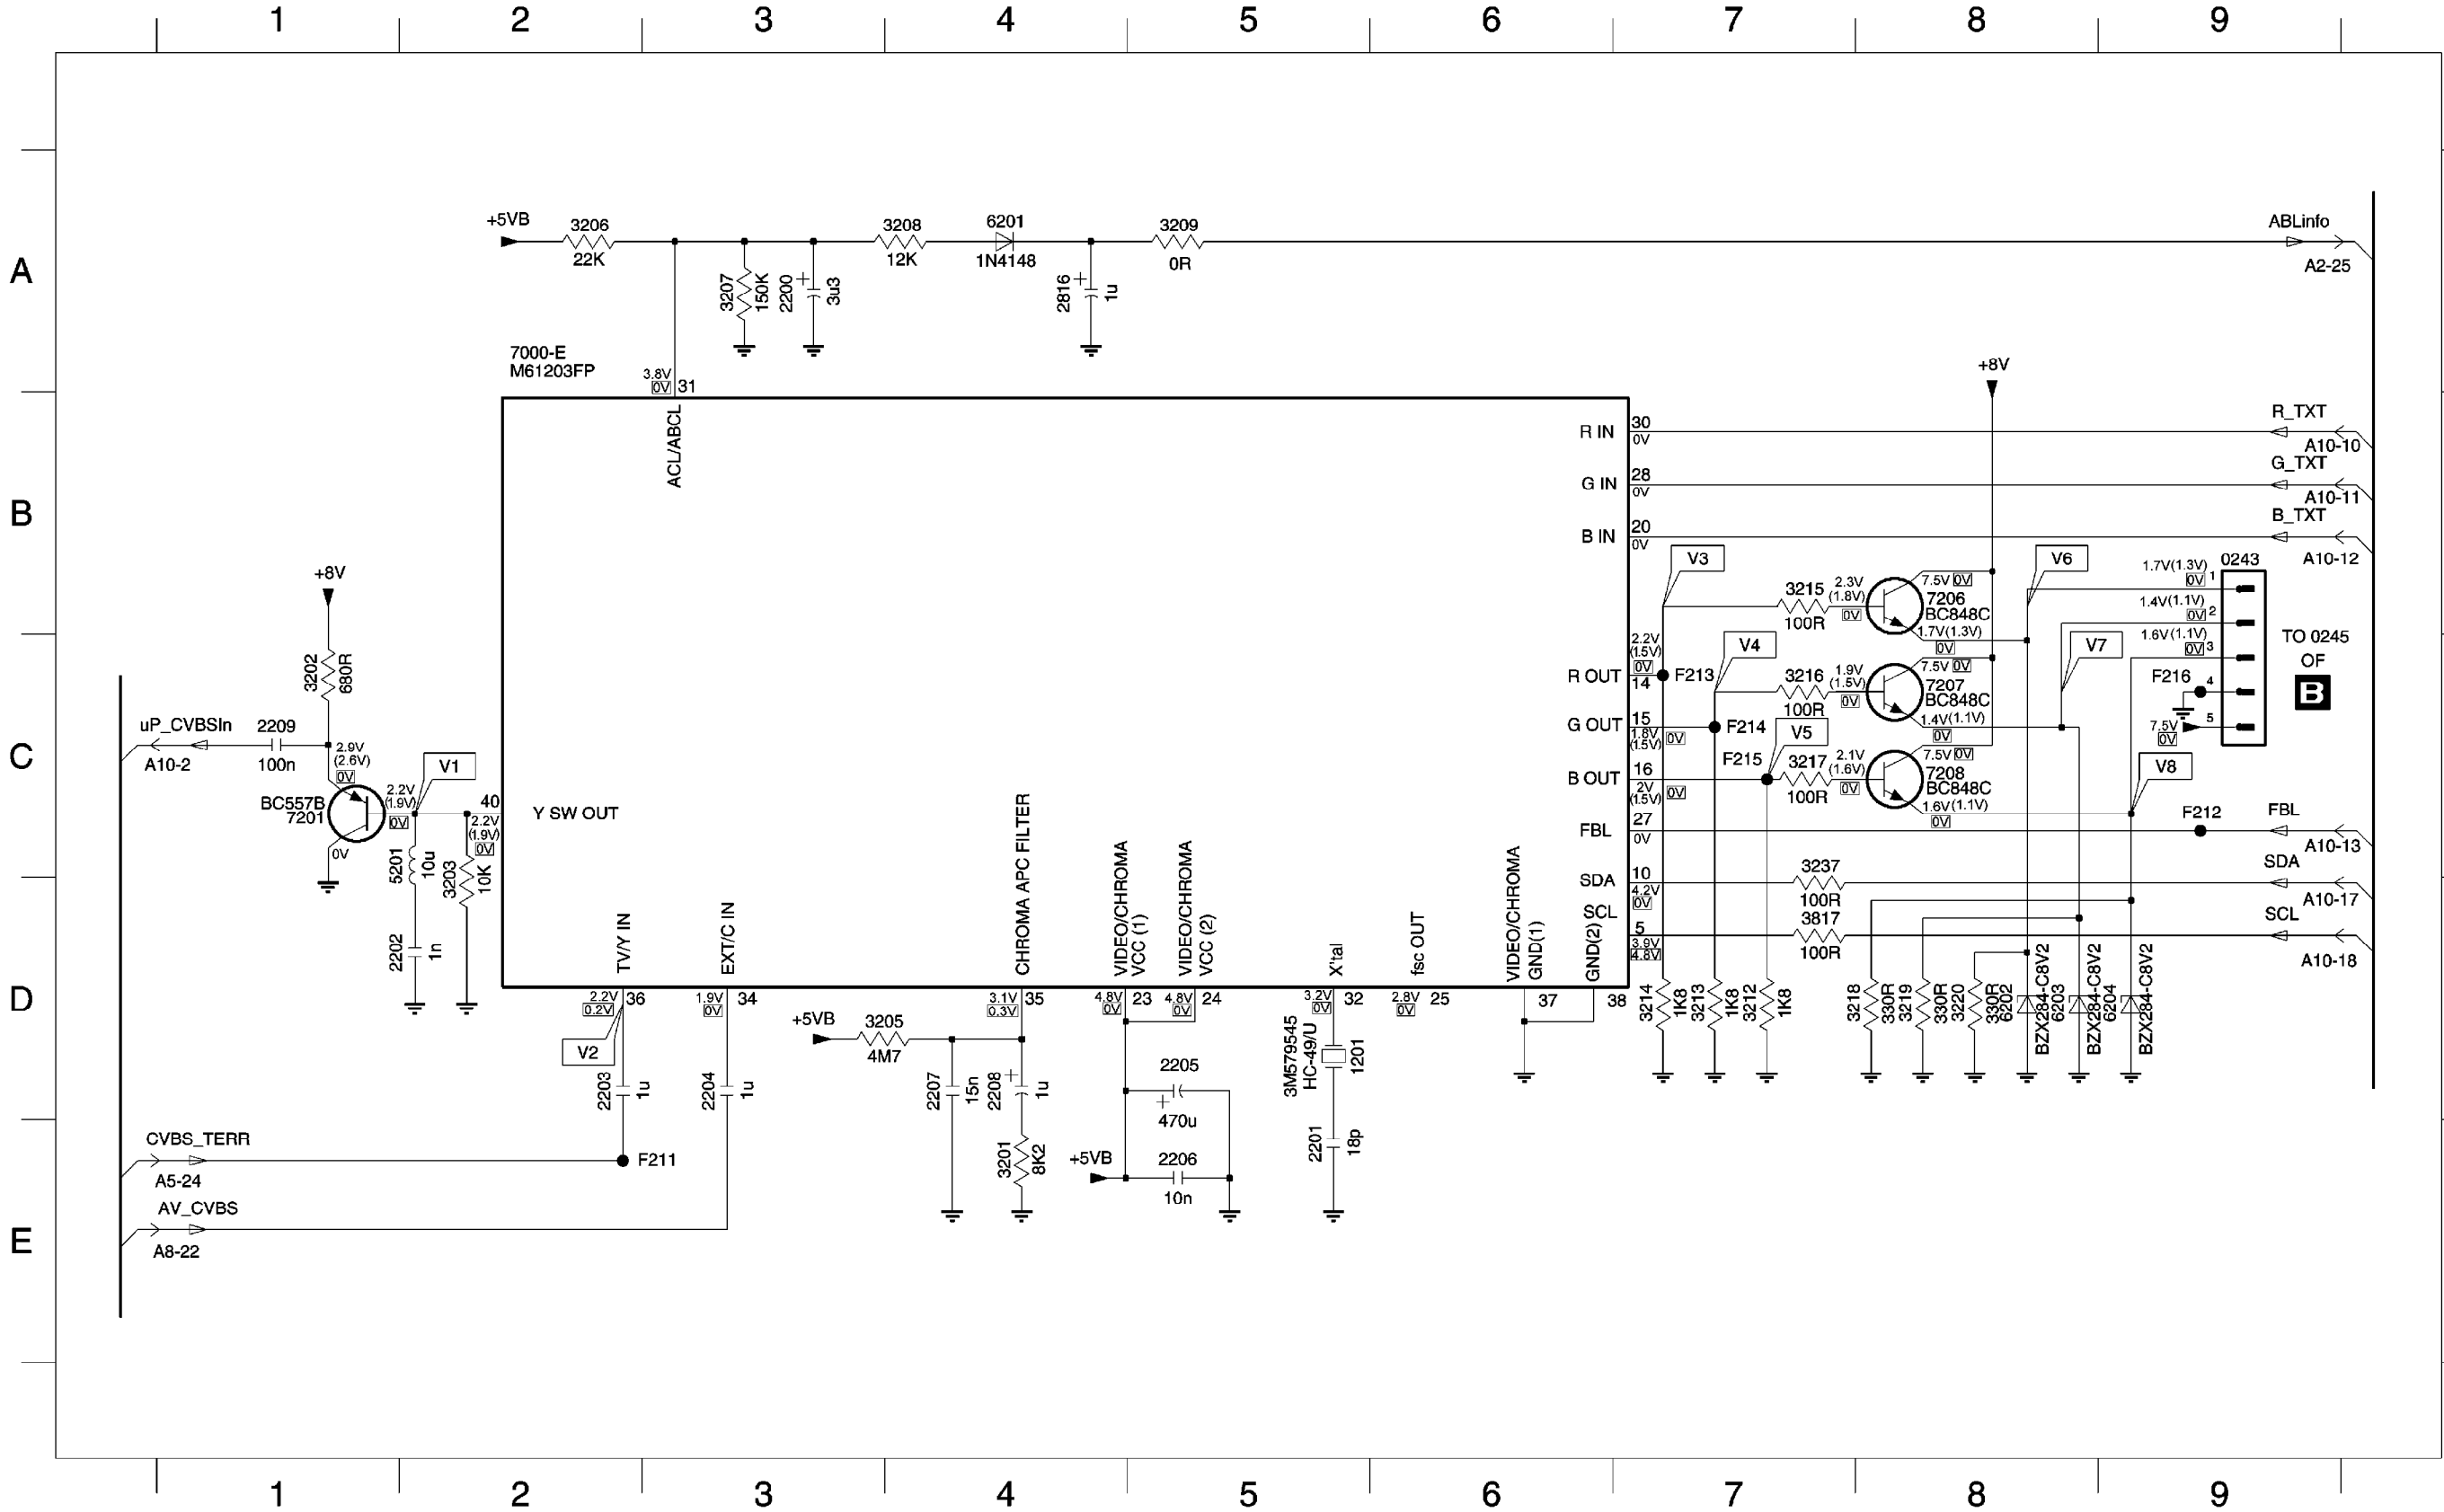 1 2 3 4 5 6 7 8 9
A
+5VB
3206
22K
3207
150K
2200
+
3u3
3208
12K
6201
1N4148
2816
+
1u
3209
0R
ABLinfo
A2-25
7000-E
M61203FP
3.8V
0V
31
ACL/ABCL
+8V
B
R IN
30
0V
R_TXT
A10-10
G IN
28
0V
G_TXT
A10-11
B IN
20
0V
B_TXT
A10-12
V3
3215
100R
2.3V
(1.8V)
0V
7.5V 0V
7206
BC848C
1.7V(1.3V)
0V
V6
1.7V(1.3V)
0V 1
1.4V(1.1V)
0V 2
1.6V(1.1V)
0V 3
0243
TO 0245
OF
B
F216
4
7.5V
0V
5
C
+8V
3202
680R
uP_CVBSIn
A10-2
2209
100n
2.9V
(2.6V)
0V
BC557B
7201
0V
2.2V
(1.9V)
0V
V1
40
2.2V
(1.9V)
0V
Y SW OUT
5201
10u
3203
10K
2202
1n
2.2V
(1.5V)
0V
R OUT
14
F213
V4
3216
100R
1.9V
(1.5V)
0V
7.5V 0V
7207
BC848C
1.4V(1.1V)
0V
V7
G OUT
15
1.8V
(1.5V)
0V
F214
V5
F215
3217
100R
2.1V
(1.6V)
0V
7.5V 0V
7208
BC848C
1.6V(1.1V)
0V
V8
B OUT
16
2V
(1.5V)
0V
FBL
27
0V
F212
FBL
A10-13
SDA
10
4.2V
0V
3237
100R
SDA
A10-17
SCL
5
3.9V
4.8V
3817
100R
SCL
A10-18
D
TV/Y IN
EXT/C IN
CHROMA APC FILTER
VIDEO/CHROMA
VCC (1)
VIDEO/CHROMA
VCC (2)
X'tal
fsc OUT
VIDEO/CHROMA
GND(1)
GND(2)
2.2V
0.2V
36
1.9V
0V
34
3.1V
0.3V
35
4.8V
0V
23
4.8V
0V
24
3.2V
0V
32
2.8V
0V
25
37
38
V2
2203
1u
2204
1u
+5VB
3205
4M7
2207
15n
2208
+
1u
3201
8K2
2205
+
470u
+5VB
2206
10n
3M579545
HC-49/U
1201
2201
18p
3214
1K8
3213
1K8
3212
1K8
3218
330R
3219
330R
3220
330R
6202
BZX284-C8V2
6203
BZX284-C8V2
6204
BZX284-C8V2
E
CVBS_TERR
A5-24
F211
AV_CVBS
A8-22
1 2 3 4 5 6 7 8 9